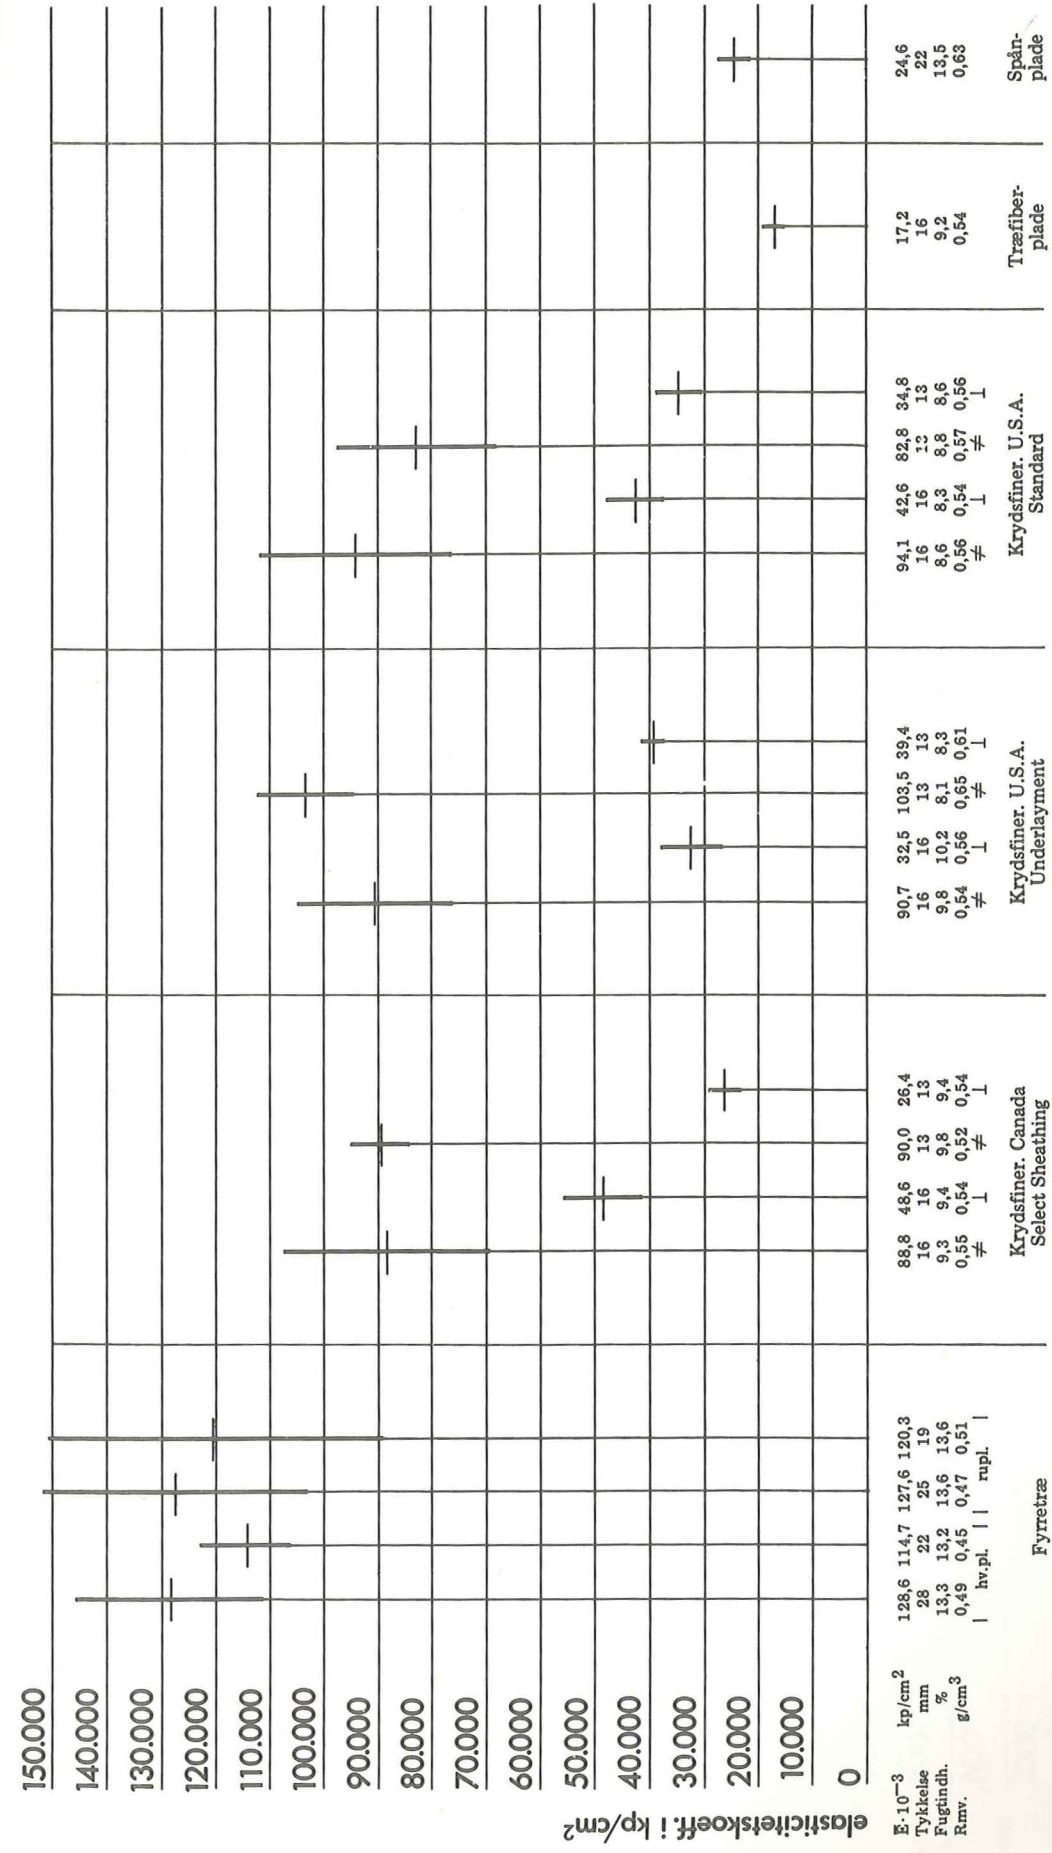 elasticitetskoeff. i kp/cm²
150.000
140.000
130.000
120.000
110.000
100.000
90.000
80.000
70.000
60.000
50.000
40.000
30.000
20.000
10.000
0
E·10⁻³ kp/cm² 128,6 114,7 127,6 120,3 88,8 48,6 90,0 26,4 90,7 32,5 103,5 39,4 94,1 42,6 82,8 34,8 17,2 24,6
Tykkelse mm 28 22 25 19 16 16 13 13 16 16 13 13 16 16 13 13 16 22
Fugtindh. % 13,3 13,2 13,6 13,6 9,3 9,4 9,8 9,4 9,8 10,2 8,1 8,3 8,6 8,3 8,8 8,6 9,2 13,5
Rmv. g/cm³ 0,49 0,45 0,47 0,51 0,55 0,54 0,52 0,54 0,54 0,56 0,65 0,61 0,56 0,54 0,57 0,56 0,54 0,63
| hv.pl. | | rupl. | ≠ ⊥ ≠ ⊥ ≠ ⊥ ≠ ⊥ ≠ ⊥ ≠ ⊥
Fyrretræ
Krydsfiner. Canada
Select Sheathing
Krydsfiner. U.S.A.
Underlayment
Krydsfiner. U.S.A.
Standard
Træfiber-
plade
Spån-
plade